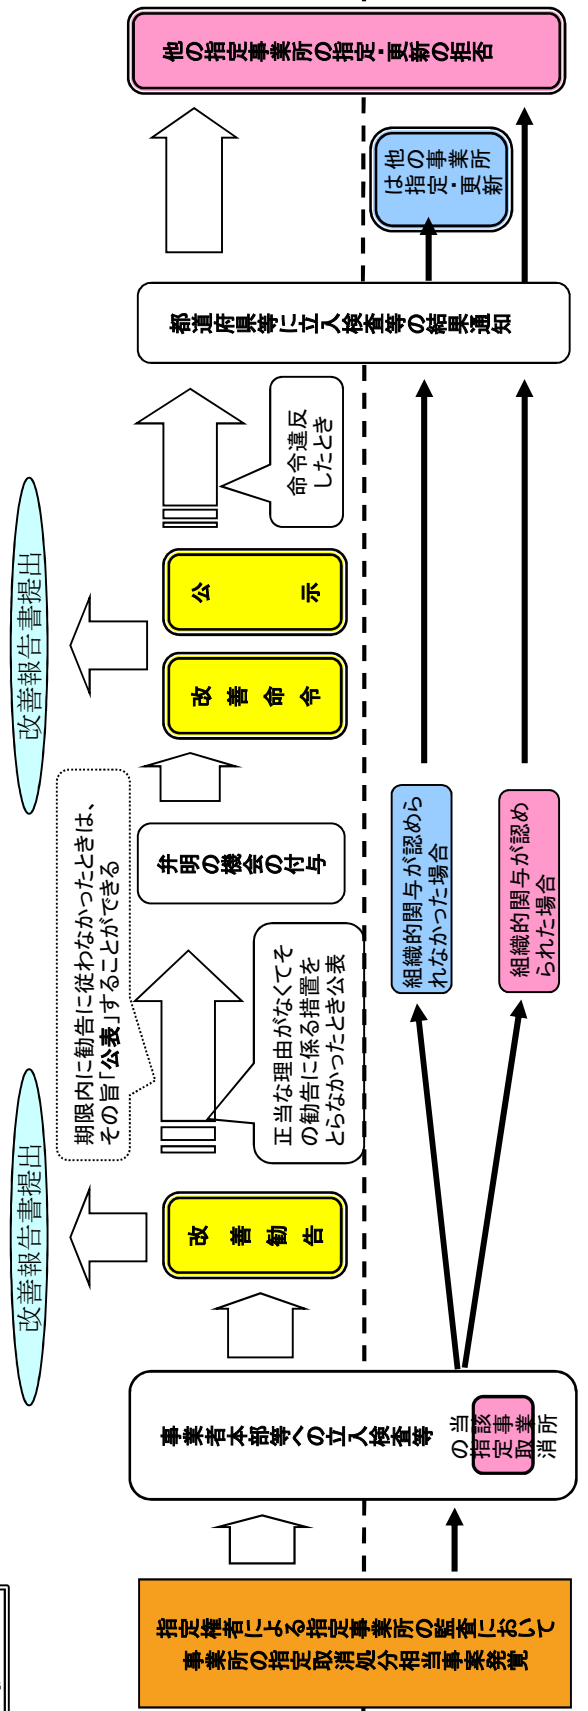 指定権者による指定事業所の監査において
事業所の指定取消処分相当事案発覚
事業者本部等への立入検査等
当該事業所
の指定取消
改善勧告
改善報告書提出
期限内に勧告に従わなかったときは、
その旨「公表」することができる
正当な理由がなくてそ
の勧告に係る措置を
とらなかったとき公表
弁明の機会の付与
改善命令
公　　示
改善報告書提出
命令違反
したとき
組織的関与が認めら
れなかった場合
組織的関与が認め
られた場合
都道府県等に立入検査等の結果通知
他の事業所
は指定・更新
他の指定事業所の指定・更新の拒否